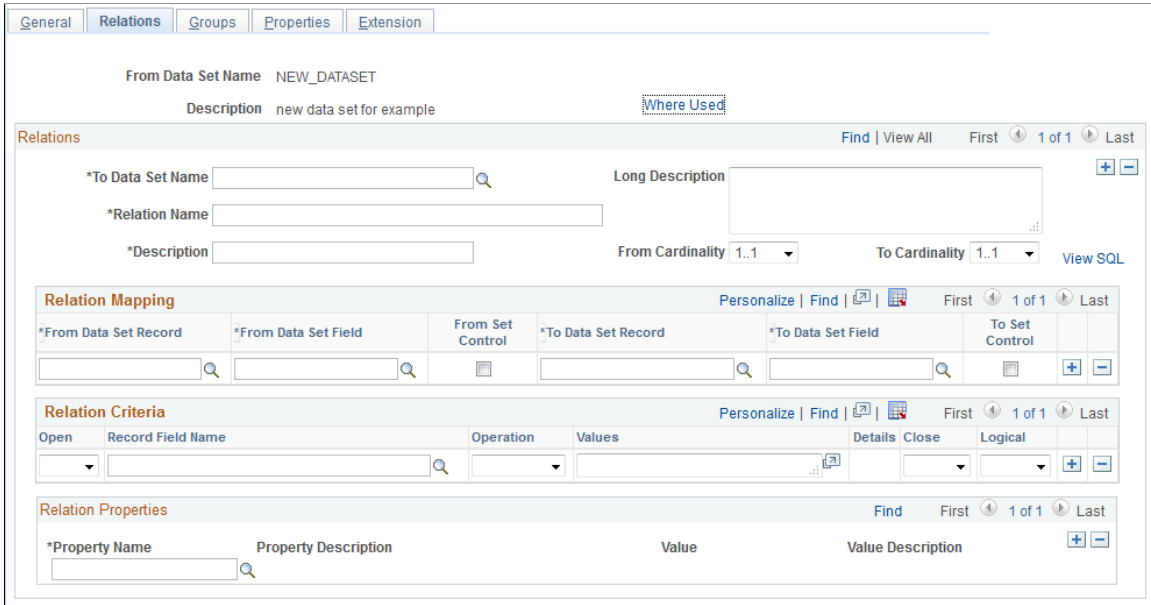 General Relations Groups Properties Extension
From Data Set Name NEW_DATASET
Description new data set for example Where Used
Relations Find | View All First 1 of 1 Last
*To Data Set Name Long Description
*Relation Name
*Description From Cardinality 1..1 To Cardinality 1..1 View SQL
Relation Mapping Personalize | Find | | First 1 of 1 Last
*From Data Set Record *From Data Set Field From Set Control *To Data Set Record *To Data Set Field To Set Control
Relation Criteria Personalize | Find | | First 1 of 1 Last
Open Record Field Name Operation Values Details Close Logical
Relation Properties Find First 1 of 1 Last
*Property Name Property Description Value Value Description